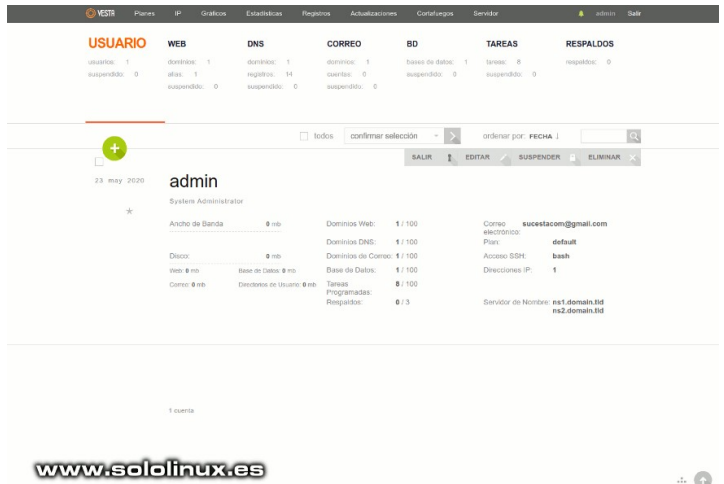 VESTA Planes IP Gráficos Estadísticas Registros Actualizaciones Cortafuegos Servidor admin Salir
USUARIO WEB DNS CORREO BD TAREAS RESPALDOS
usuarios: 1 dominios: 1 dominios: 1 dominios: 1 bases de datos: 1 tareas: 8 respaldos: 0
suspendido: 0 alias: 1 registros: 14 cuentas: 0 suspendido: 0 suspendido: 0
suspendido: 0 suspendido: 0 suspendido: 0
todos confirmar selección ordenar por: FECHA ↓
SALIR EDITAR SUSPENDER ELIMINAR
23 may 2020 admin
System Administrator
Ancho de Banda 0 mb Dominios Web: 1 / 100 Correo electrónico: sucestacom@gmail.com
Dominios DNS: 1 / 100 Plan: default
Disco: 0 mb Dominios de Correo: 1 / 100 Acceso SSH: bash
Web: 0 mb Base de Datos: 0 mb Base de Datos: 1 / 100 Direcciones IP: 1
Correo: 0 mb Directorios de Usuario: 0 mb Tareas Programadas: 8 / 100
Respaldos: 0 / 3 Servidor de Nombre: ns1.domain.tld
ns2.domain.tld
1 cuenta
www.sololinux.es